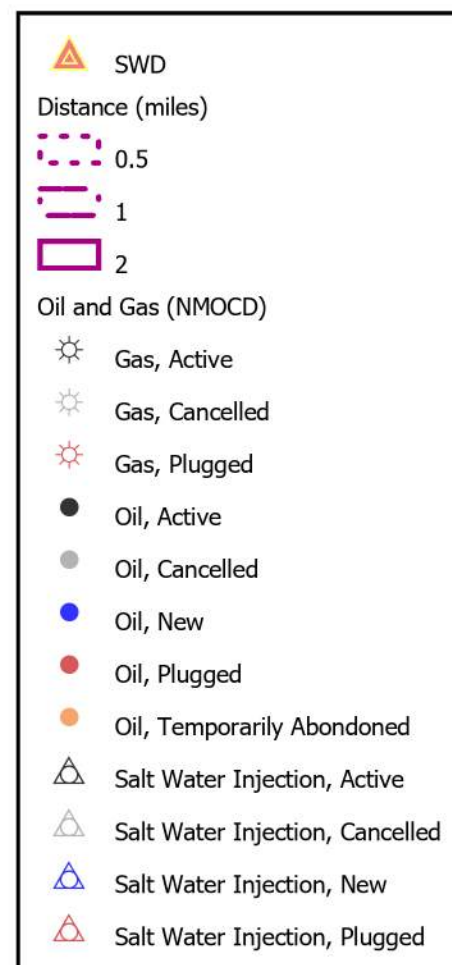 SWD
Distance (miles)
0.5
1
2
Oil and Gas (NMOCD)
Gas, Active
Gas, Cancelled
Gas, Plugged
Oil, Active
Oil, Cancelled
Oil, New
Oil, Plugged
Oil, Temporarily Abondoned
Salt Water Injection, Active
Salt Water Injection, Cancelled
Salt Water Injection, New
Salt Water Injection, Plugged